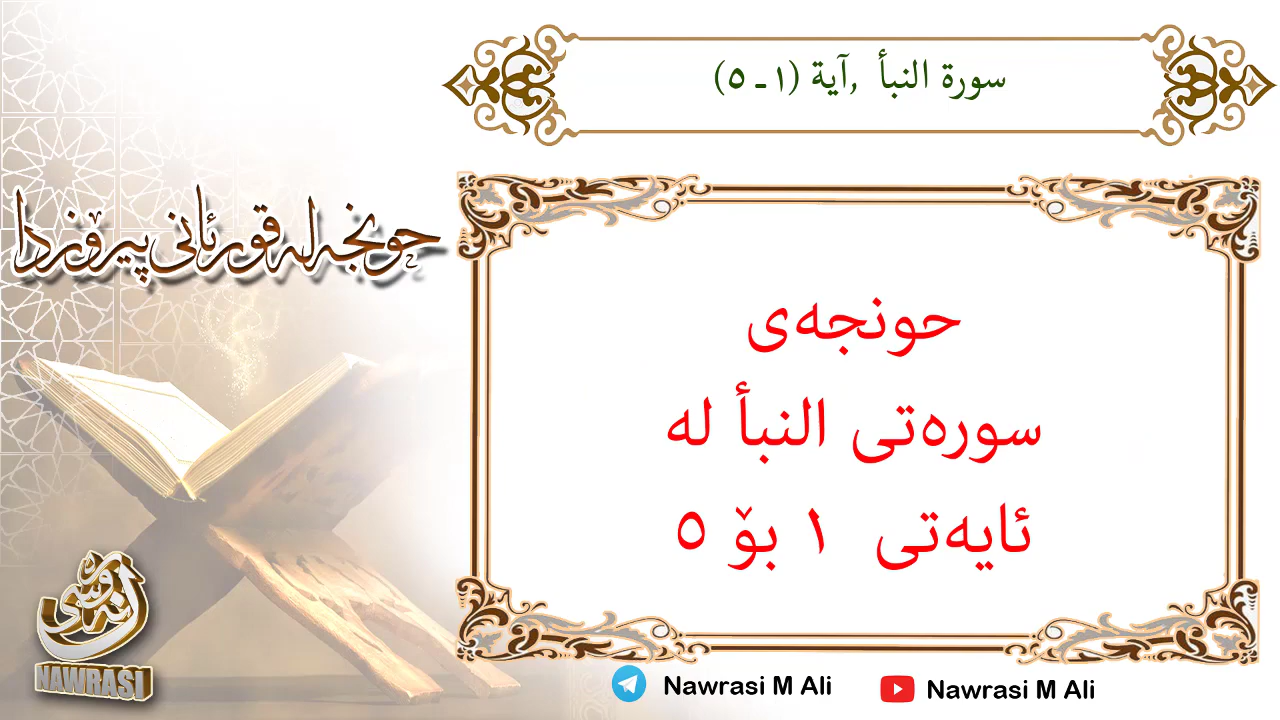 سورة النبأ ,آية (١ـ ٥)
حونجە لە قورئانی پیرۆزدا
حونجەی
سورەتی النبأ لە
ئایەتی ١ بۆ ٥
NAWRASI
Nawrasi M Ali
Nawrasi M Ali